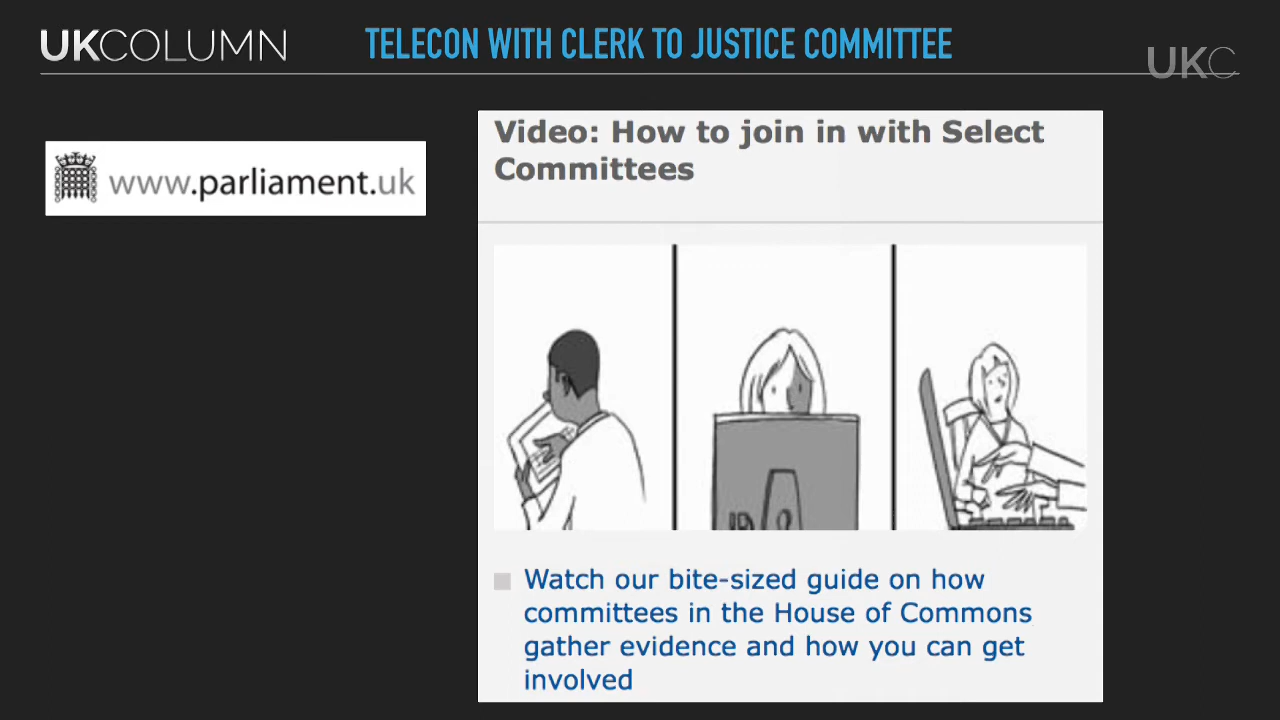 UKCOLUMN
TELECON WITH CLERK TO JUSTICE COMMITTEE
UKC
www.parliament.uk
Video: How to join in with Select
Committees
Watch our bite-sized guide on how
committees in the House of Commons
gather evidence and how you can get
involved